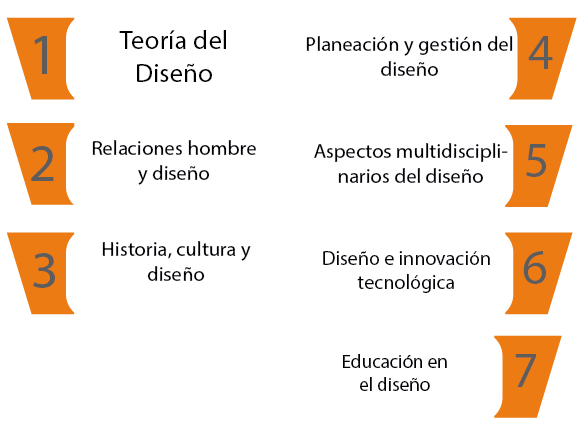 1
Teoría del
Diseño
2
Relaciones hombre
y diseño
3
Historia, cultura y
diseño
Planeación y gestión del
diseño
4
Aspectos multidiscipli-
narios del diseño
5
Diseño e innovación
tecnológica
6
Educación en
el diseño
7